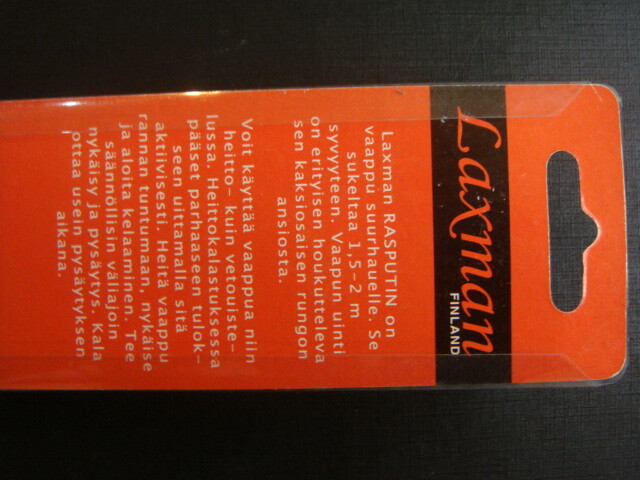 Laxman
FINLAND
Laxman RASPUTIN on
vaappu suurhauelle. Se
sukeltaa 1,5-2 m
syvyyteen. Vaapun uinti
on erityisen houkutteleva
sen kaksiosaisen rungon
ansiosta.
Voit käyttää vaappua niin
heitto- kuin vetouiste-
lussa. Heittokalastuksessa
pääset parhaaseen tulok-
seen uittamalla sitä
aktiivisesti. Heitä vaappu
rannan tuntumaan, nykäise
ja aloita kelaaminen. Tee
säännöllisin väliajoin
nykäisy ja pysäytys. Kala
ottaa usein pysäytyksen
aikana.